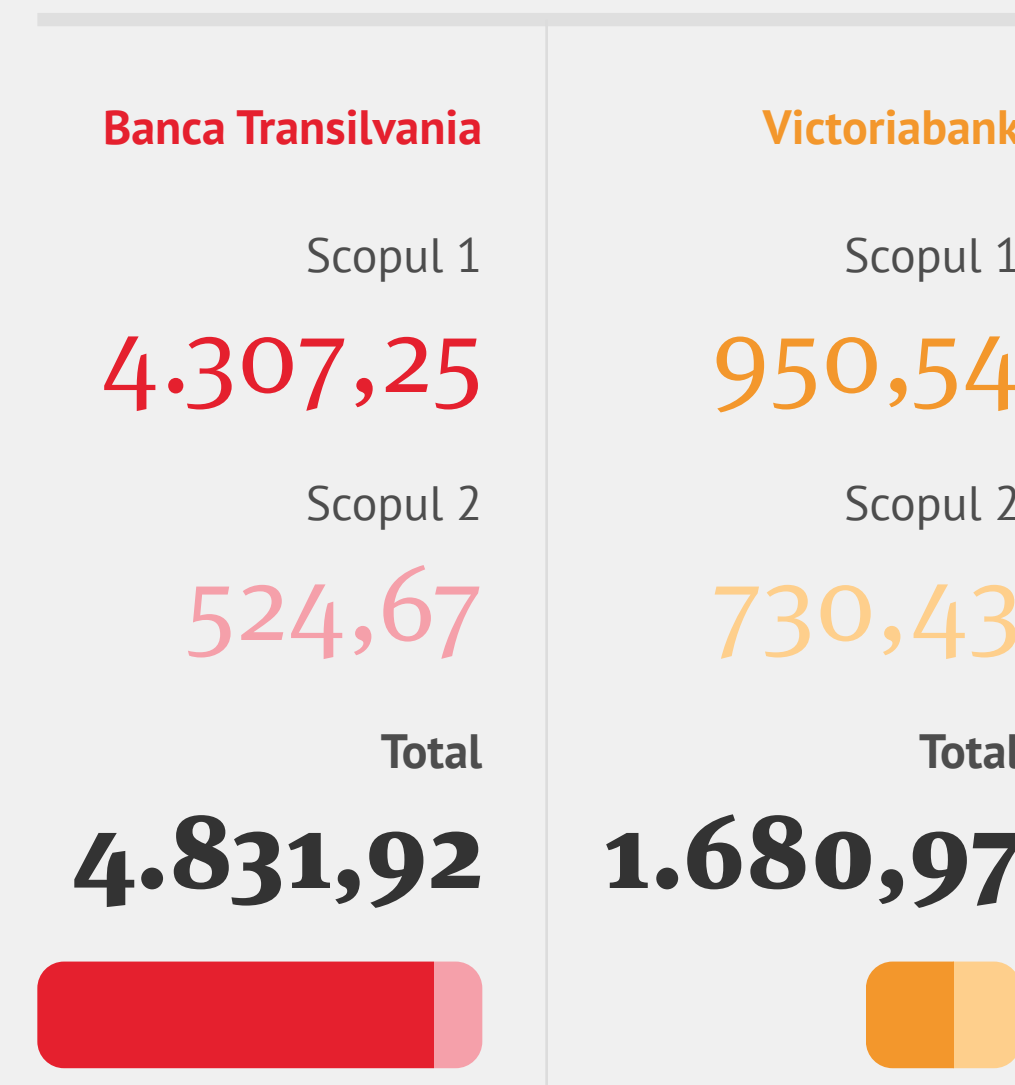 Banca Transilvania
Scopul 1
4.307,25
Scopul 2
524,67
Total
4.831,92
Victoriabank
Scopul 1
950,54
Scopul 2
730,43
Total
1.680,97